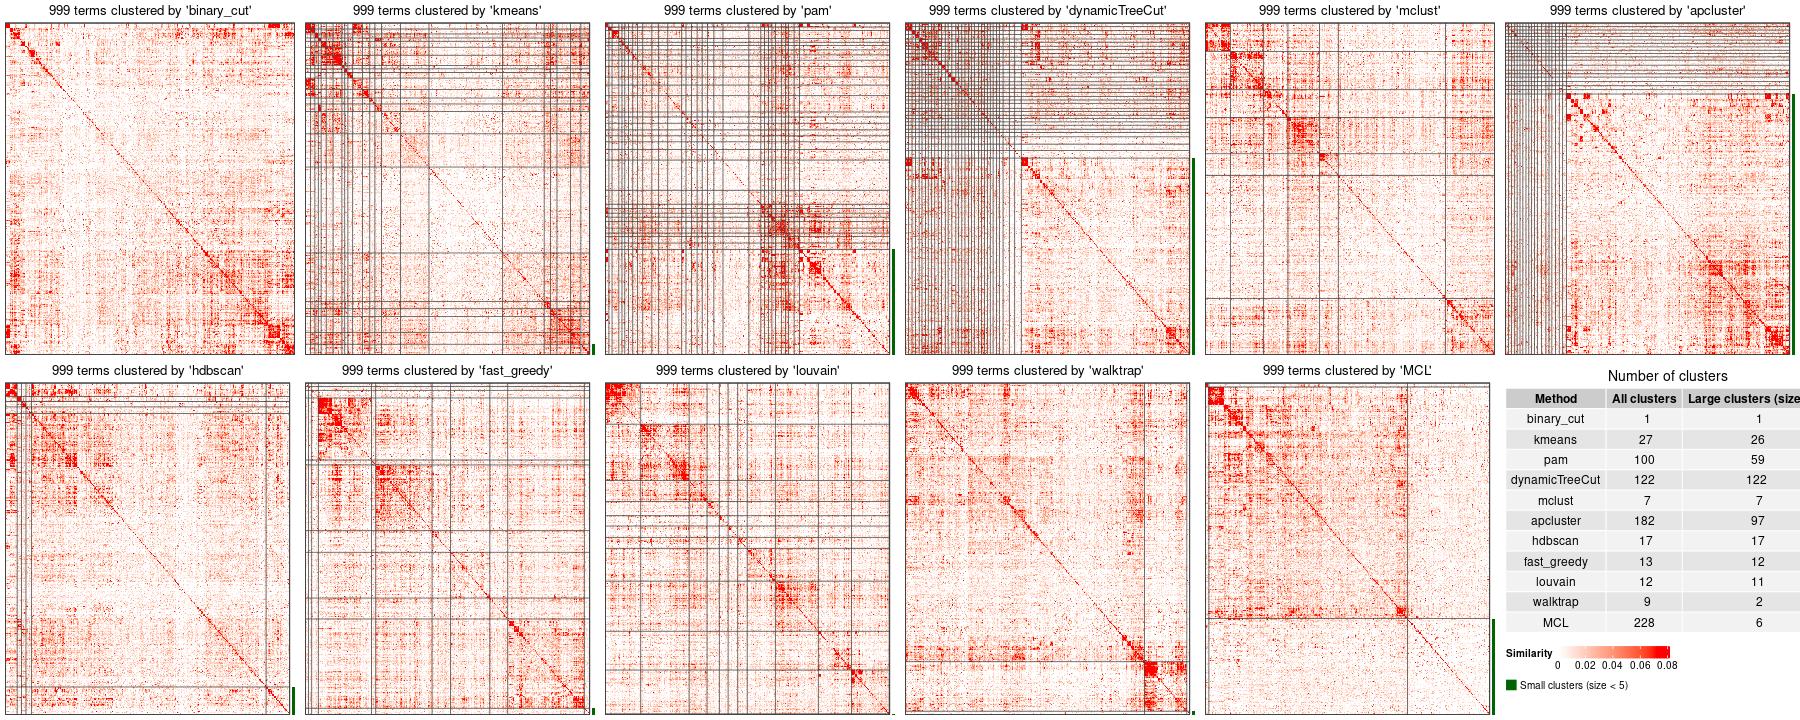 999 terms clustered by 'binary_cut'
999 terms clustered by 'kmeans'
999 terms clustered by 'pam'
999 terms clustered by 'dynamicTreeCut'
999 terms clustered by 'mclust'
999 terms clustered by 'apcluster'
999 terms clustered by 'hdbscan'
999 terms clustered by 'fast_greedy'
999 terms clustered by 'louvain'
999 terms clustered by 'walktrap'
999 terms clustered by 'MCL'
Number of clusters
Method All clusters Large clusters (size
binary_cut 1 1
kmeans 27 26
pam 100 59
dynamicTreeCut 122 122
mclust 7 7
apcluster 182 97
hdbscan 17 17
fast_greedy 13 12
louvain 12 11
walktrap 9 2
MCL 228 6
Similarity
0 0.02 0.04 0.06 0.08
Small clusters (size < 5)